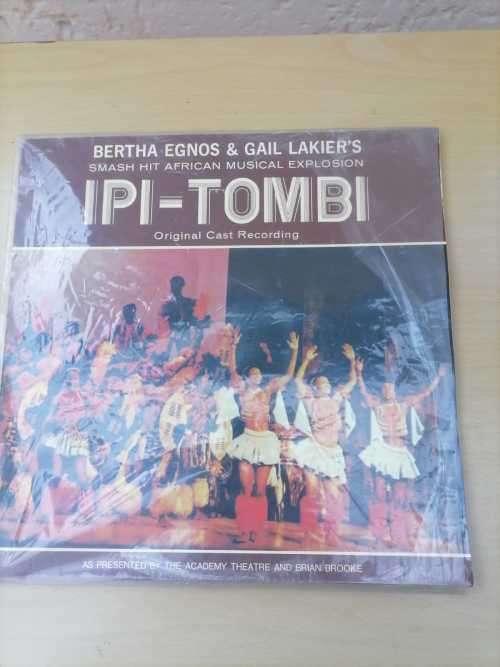 BERTHA EGNOS & GAIL LAKIER'S
SMASH HIT AFRICAN MUSICAL EXPLOSION
IPI-TOMBI
Original Cast Recording
AS PRESENTED BY THE ACADEMY THEATRE AND BRIAN BROOKE